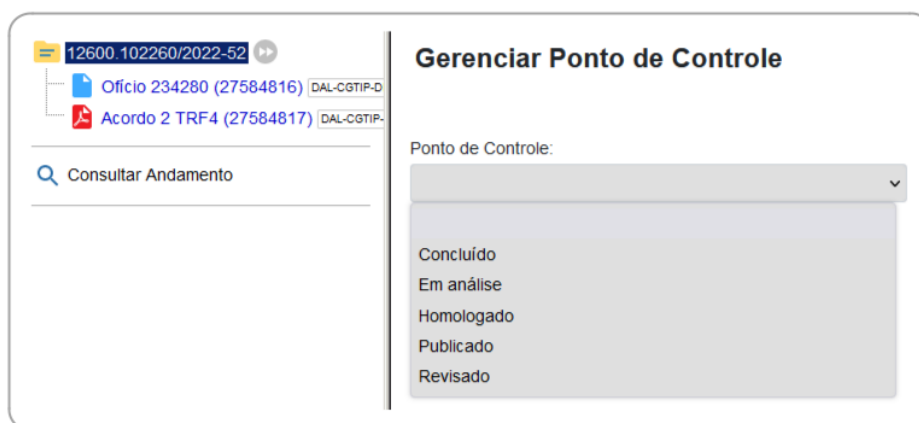 12600.102260/2022-52
Ofício 234280 (27584816) DAL-CGTIP-D
Acordo 2 TRF4 (27584817) DAL-CGTIP-
Consultar Andamento
Gerenciar Ponto de Controle
Ponto de Controle:
Concluído
Em análise
Homologado
Publicado
Revisado